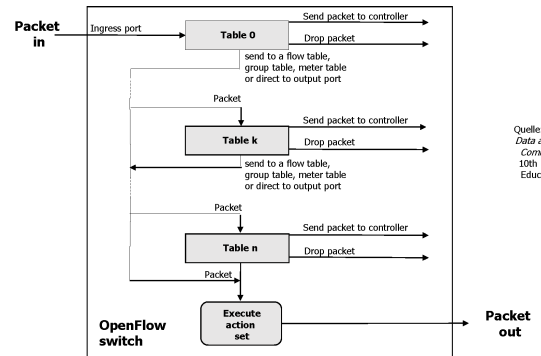 Packet
in
Ingress port
Table 0
Send packet to controller
Drop packet
send to a flow table,
group table, meter table
or direct to output port
Packet
Table k
Send packet to controller
Drop packet
send to a flow table,
group table, meter table
or direct to output port
Packet
Table n
Send packet to controller
Drop packet
Packet
Execute
action
set
OpenFlow
switch
Packet
out
Quelle
Data a
Com
10th
Educ